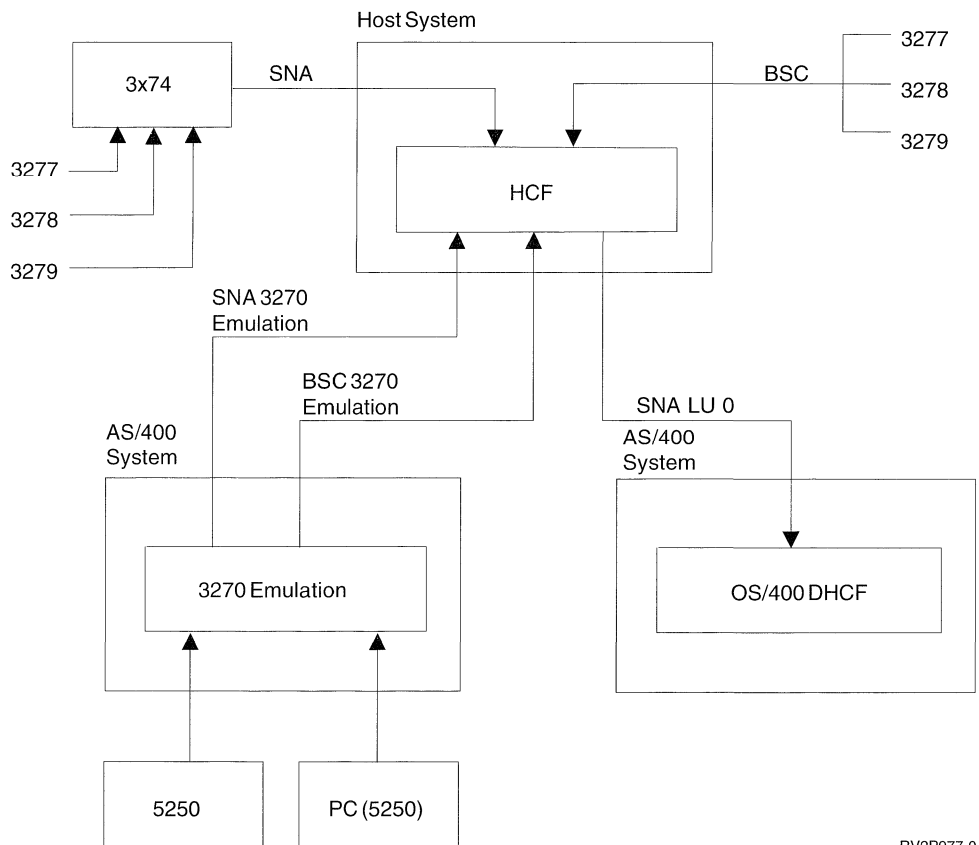 Host System
3x74
SNA
BSC
3277
3278
3279
3277
3278
3279
HCF
SNA 3270
Emulation
BSC 3270
Emulation
SNA LU 0
AS/400
System
AS/400
System
3270 Emulation
OS/400 DHCF
5250
PC (5250)